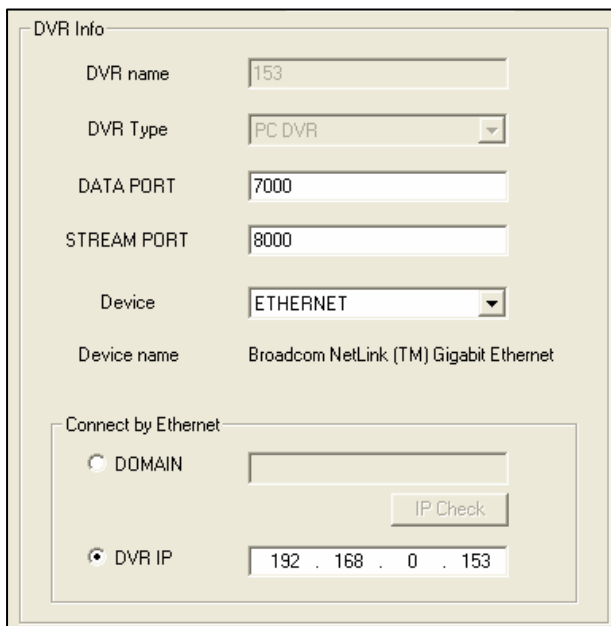 DVR Info
DVR name 153
DVR Type PC DVR
DATA PORT 7000
STREAM PORT 8000
Device ETHERNET
Device name Broadcom NetLink (TM) Gigabit Ethernet
Connect by Ethernet
DOMAIN
IP Check
DVR IP 192 . 168 . 0 . 153